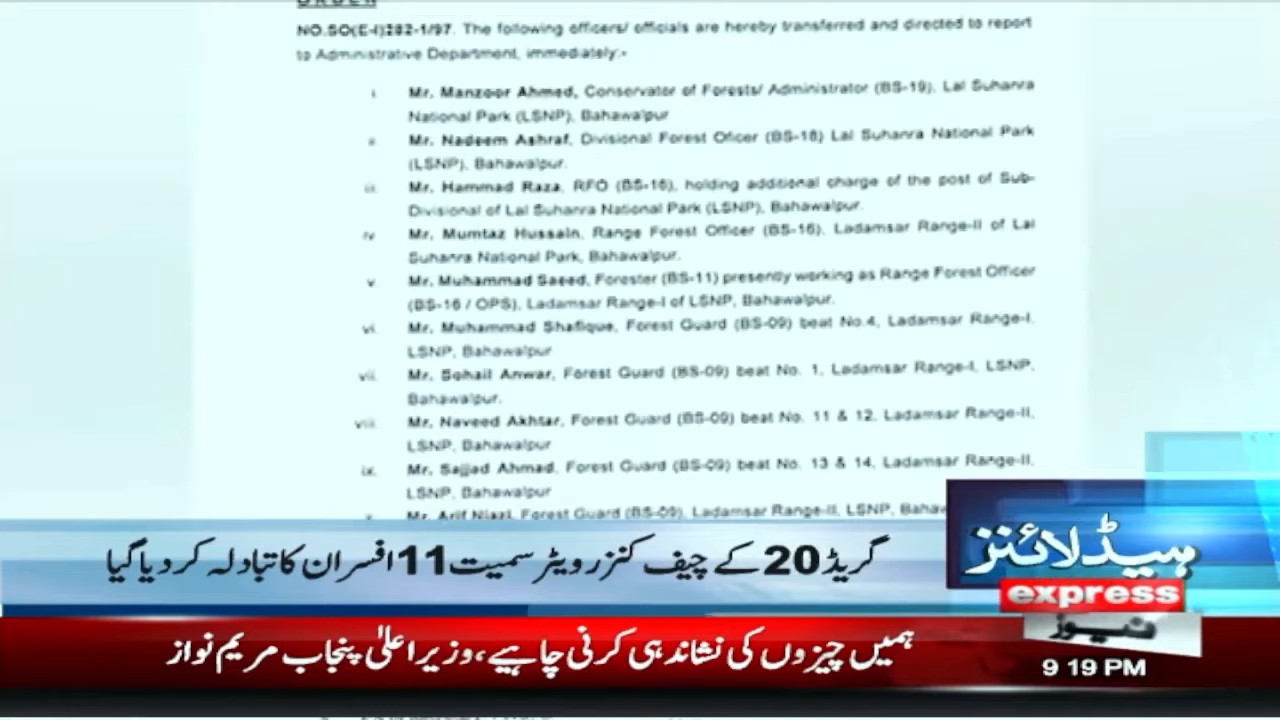 ORDER
NO.SO(E-I)282-1/97. The following officers/ officials are hereby transferred and directed to report
to Administrative Department, immediately:-
i. Mr. Manzoor Ahmed, Conservator of Forests/ Administrator (BS-19), Lal Suhanra
National Park (LSNP), Bahawalpur
ii. Mr. Nadeem Ashraf, Divisional Forest Oficer (BS-18) Lal Suhanra National Park
(LSNP), Bahawalpur.
iii. Mr. Hammad Raza, RFO (BS-16), holding additional charge of the post of Sub-
Divisional of Lal Suhanra National Park (LSNP), Bahawalpur.
iv. Mr. Mumtaz Hussain, Range Forest Officer (BS-16), Ladamsar Range-II of Lal
Suhanra National Park, Bahawalpur.
v. Mr. Muhammad Saeed, Forester (BS-11) presently working as Range Forest Officer
(BS-16 / OPS), Ladamsar Range-I of LSNP, Bahawalpur.
vi. Mr. Muhammad Shafique, Forest Guard (BS-09) beat No.4, Ladamsar Range-I,
LSNP, Bahawalpur
vii. Mr. Sohail Anwar, Forest Guard (BS-09) beat No. 1, Ladamsar Range-I, LSNP,
Bahawalpur.
viii. Mr. Naveed Akhtar, Forest Guard (BS-09) beat No. 11 & 12, Ladamsar Range-II,
LSNP, Bahawalpur
ix. Mr. Sajjad Ahmad, Forest Guard (BS-09) beat No. 13 & 14, Ladamsar Range-II,
LSNP, Bahawalpur
x. Mr. Arif Niazi, Forest Guard (BS-09), Ladamsar Range-II, LSNP,
گریڈ 20 کے چیف کنزرویٹر سمیت 11 افسران کا تبادلہ کر دیا گیا
ہیڈلائنز
express
نیوز
ہمیں چیزوں کی نشاندہی کرنی چاہیے، وزیراعلیٰ پنجاب مریم نواز
9 19 PM